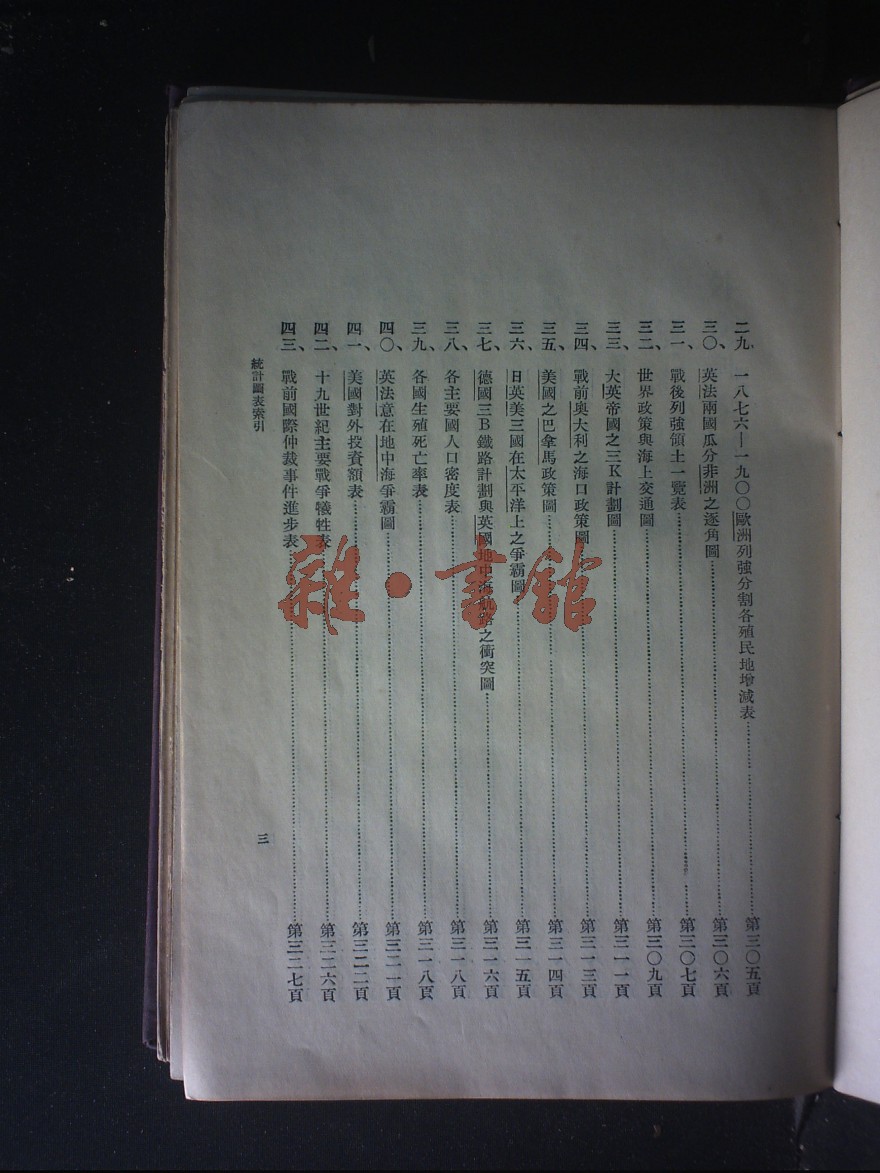 二九、一八七六—一九〇〇歐洲列強分割各殖民地增減表……第三〇五頁
三〇、英法兩國瓜分非洲之逐角圖……第三〇六頁
三一、戰後列強領土一覽表……第三〇七頁
三二、世界政策與海上交通圖……第三〇九頁
三三、大英帝國之三K計劃圖……第三一一頁
三四、戰前奧大利之海口政策圖……第三一三頁
三五、美國之巴拿馬政策圖……第三一四頁
三六、日英美三國在太平洋上之爭霸圖……第三一五頁
三七、德國三B鐵路計劃與英國地中海航路之衝突圖……第三一六頁
三八、各主要國人口密度表……第三一八頁
三九、各國生殖死亡率表……第三一八頁
四〇、英法意在地中海爭霸圖……第三二一頁
四一、美國對外投資額表……第三二二頁
四二、十九世紀主要戰爭犧牲表……第三二六頁
四三、戰前國際仲裁事件進步表……第三二七頁
統計圖表索引
三
雜·書館